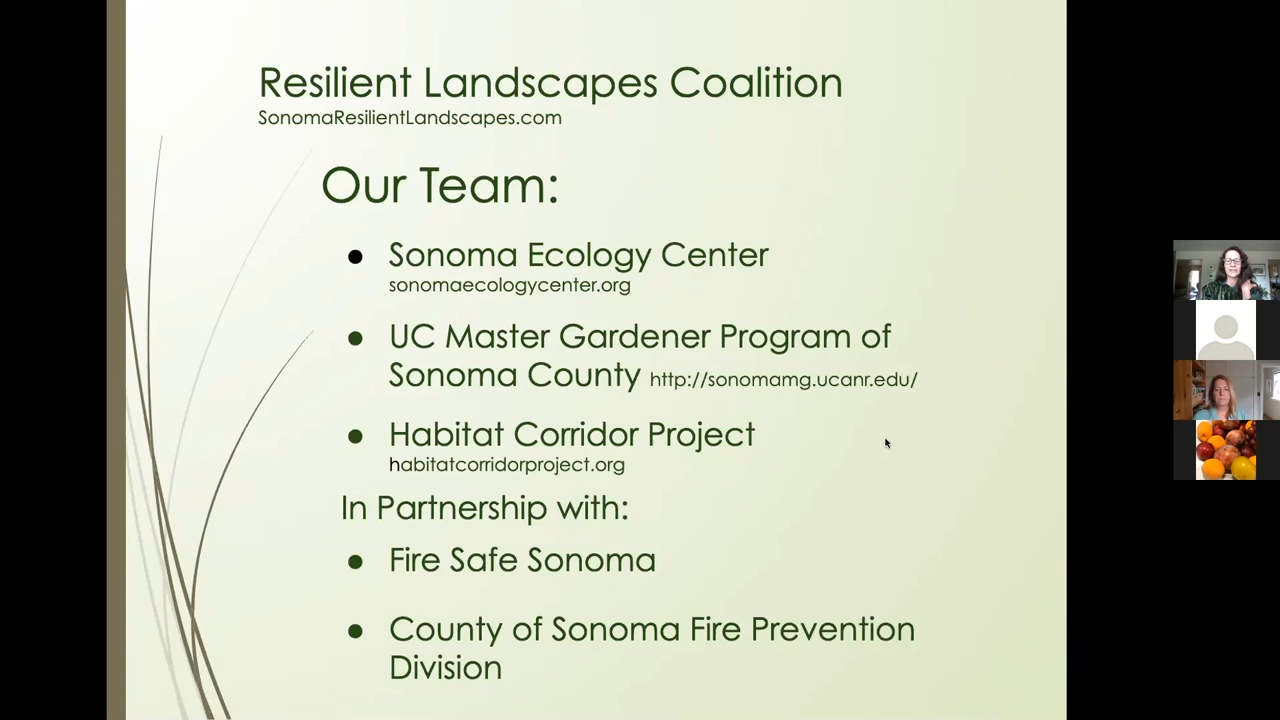 Resilient Landscapes Coalition
SonomaResilientLandscapes.com
Our Team:
● Sonoma Ecology Center
sonomaecologycenter.org
● UC Master Gardener Program of
Sonoma County http://sonomamg.ucanr.edu/
● Habitat Corridor Project
habitatcorridorproject.org
In Partnership with:
● Fire Safe Sonoma
● County of Sonoma Fire Prevention
Division